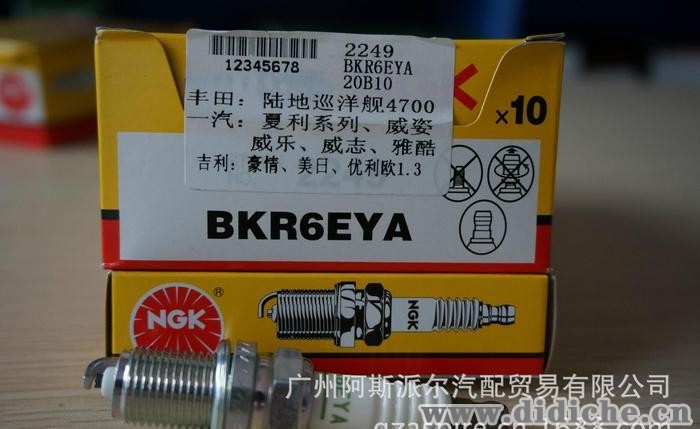 12345678
2249
BKR6EYA
20B10
丰田：陆地巡洋舰4700
一汽：夏利系列、威姿
威乐、威志、雅酷
吉利：豪情、美日、优利欧1.3
x10
BKR6EYA
NGK
NGK
EYA
广州阿斯派尔汽配贸易有限公司
www.didiche.cn